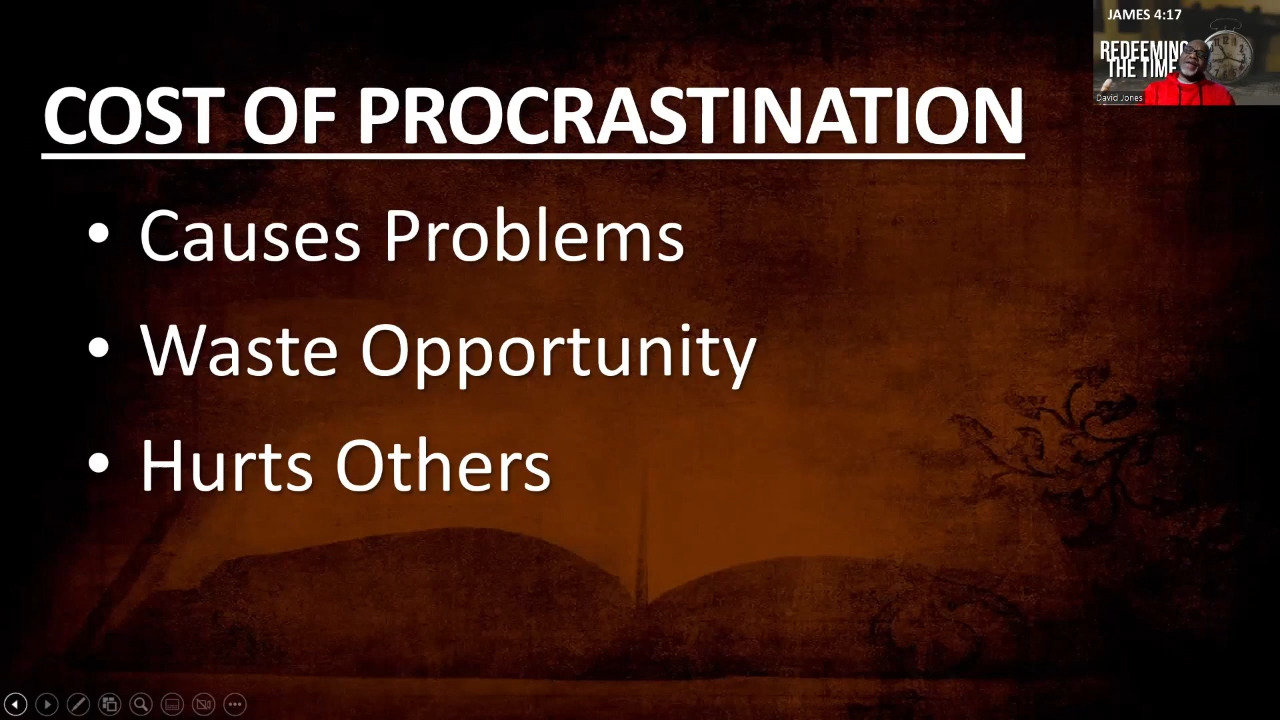 COST OF PROCRASTINATION
• Causes Problems
• Waste Opportunity
• Hurts Others
JAMES 4:17
REDEEMING
THE TIME
David Jones